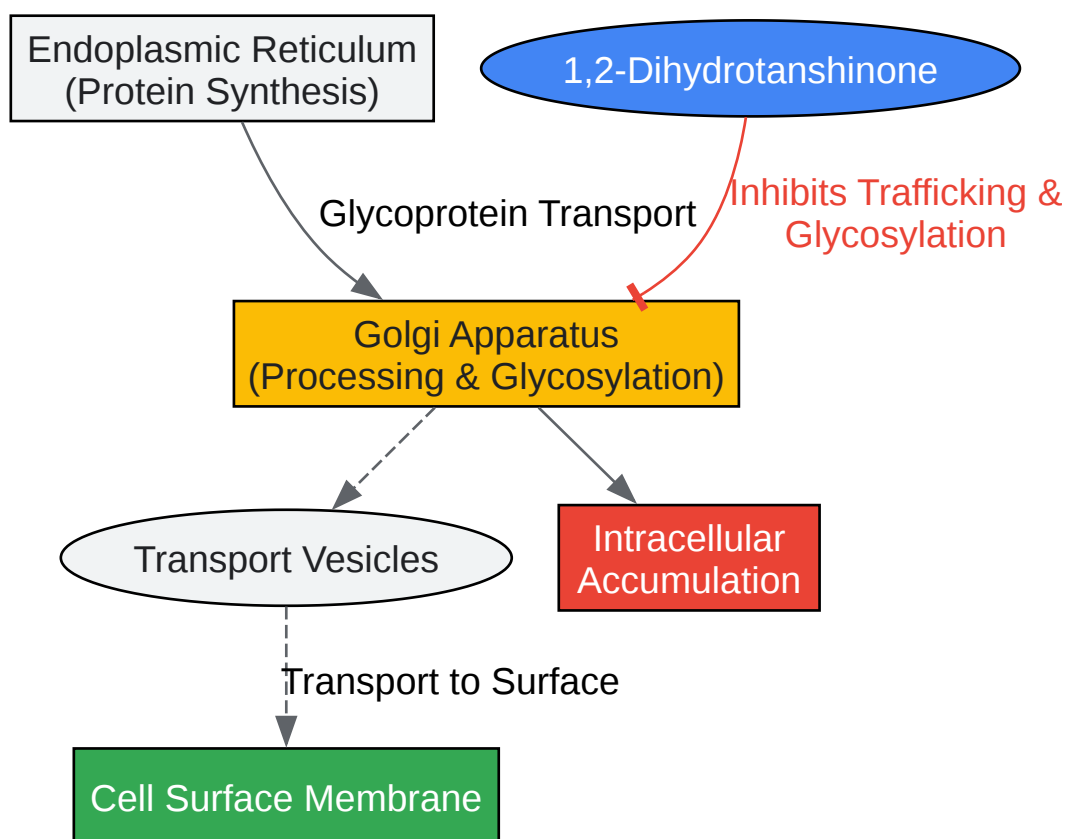 Endoplasmic Reticulum
(Protein Synthesis)
1,2-Dihydrotanshinone
Glycoprotein Transport
Inhibits Trafficking &
Glycosylation
Golgi Apparatus
(Processing & Glycosylation)
Transport Vesicles
Intracellular
Accumulation
Transport to Surface
Cell Surface Membrane